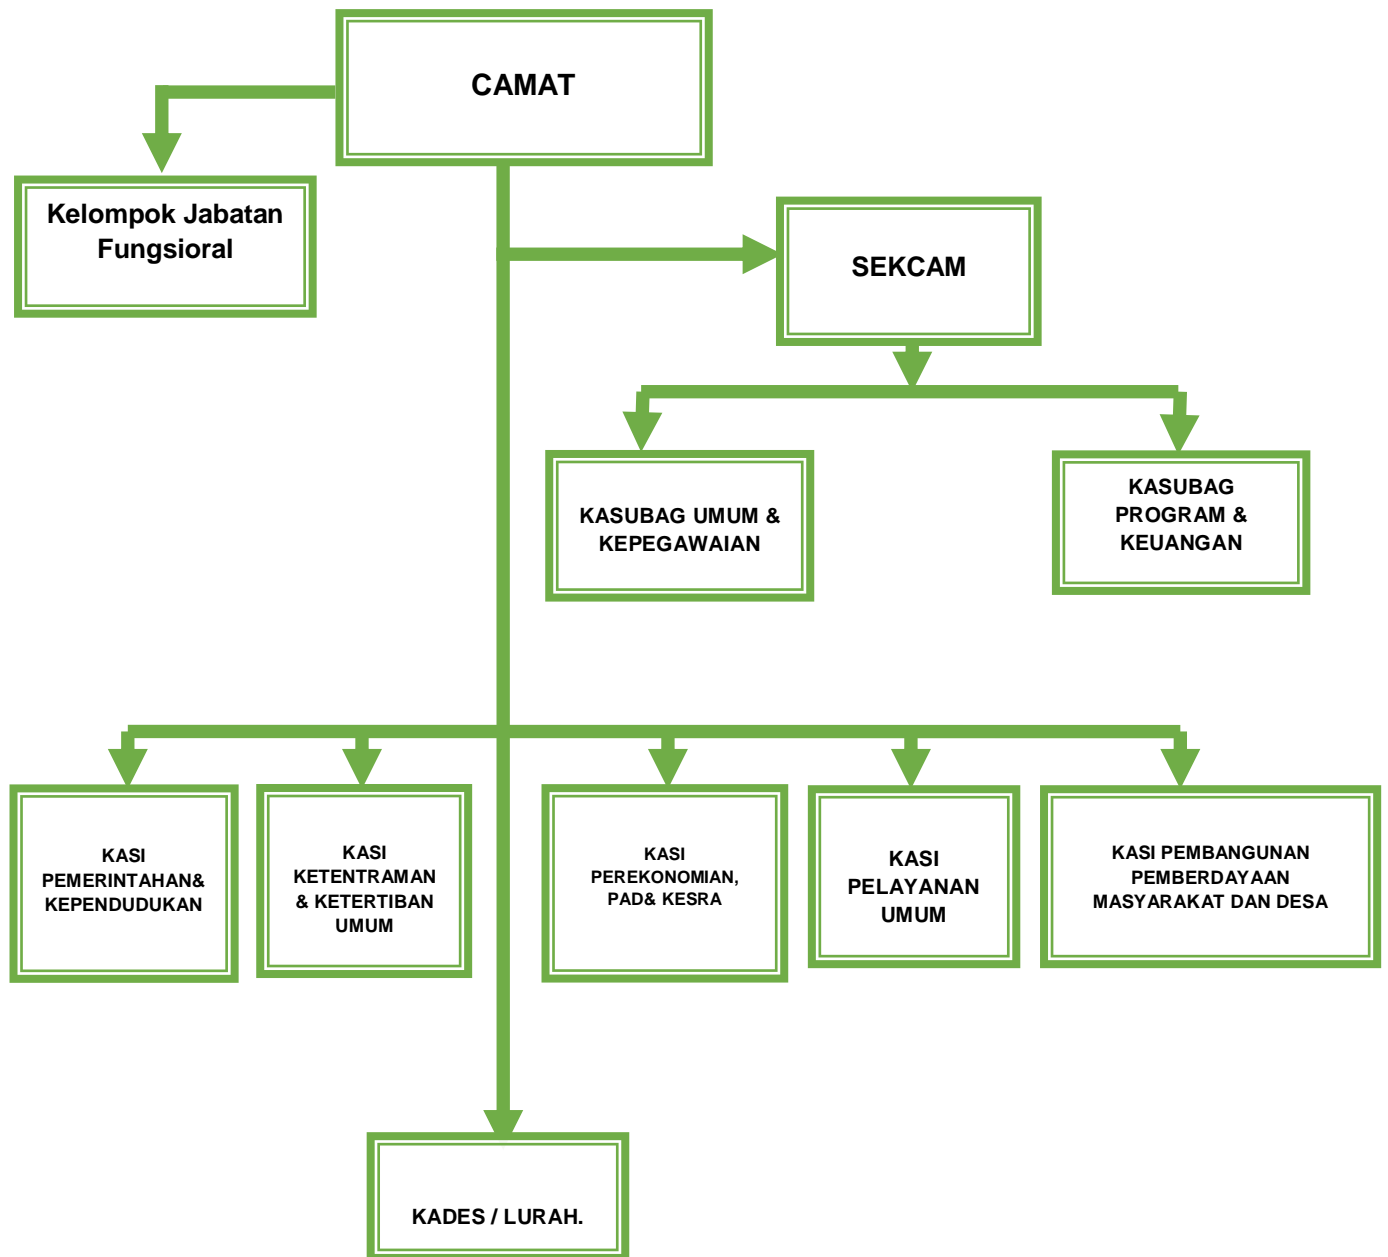 CAMAT
Kelompok Jabatan
Fungsioral
SEKCAM
KASUBAG UMUM &
KEPEGAWAIAN
KASUBAG
PROGRAM &
KEUANGAN
KASI
PEMERINTAHAN&
KEPENDUDUKAN
KASI
KETENTRAMAN
& KETERTIBAN
UMUM
KASI
PEREKONOMIAN,
PAD& KESRA
KASI
PELAYANAN
UMUM
KASI PEMBANGUNAN
PEMBERDAYAAN
MASYARAKAT DAN DESA
KADES / LURAH.